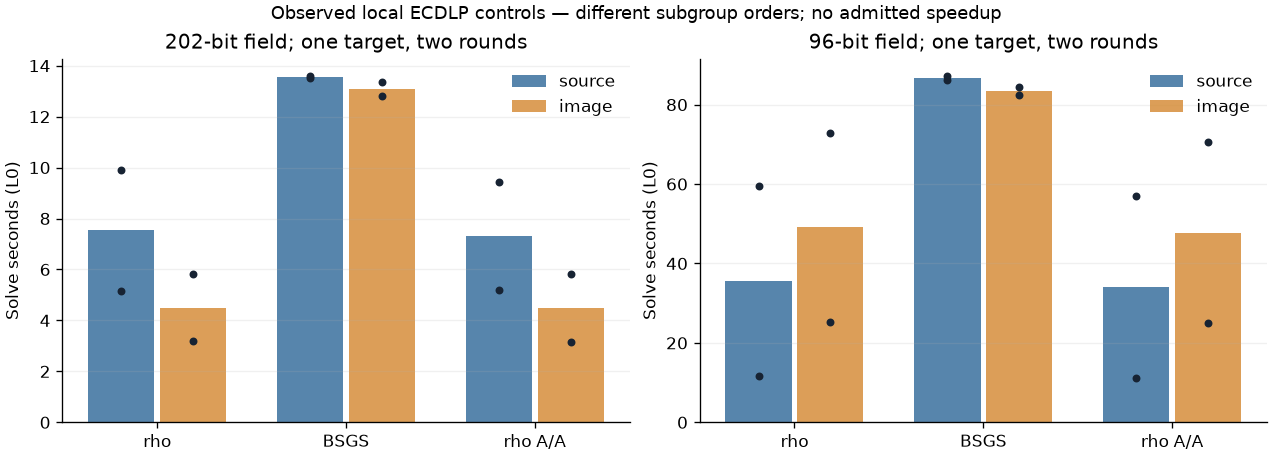 Observed local ECDLP controls — different subgroup orders; no admitted speedup
202-bit field; one target, two rounds
Solve seconds (L0)
14
12
10
8
6
4
2
0
source
image
rho
BSGS
rho A/A
96-bit field; one target, two rounds
Solve seconds (L0)
80
60
40
20
0
source
image
rho
BSGS
rho A/A